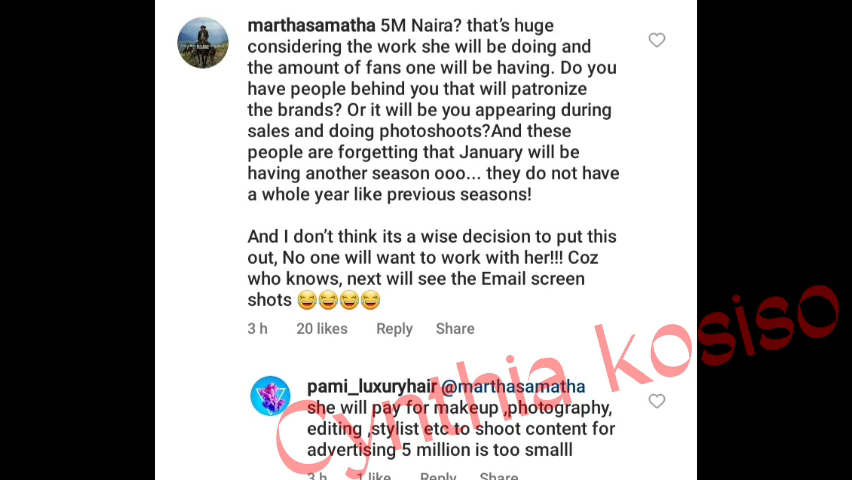 marthasamatha 5M Naira? that's huge
considering the work she will be doing and
the amount of fans one will be having. Do you
have people behind you that will patronize
the brands? Or it will be you appearing during
sales and doing photoshoots?And these
people are forgetting that January will be
having another season ooo... they do not have
a whole year like previous seasons!
And I don't think its a wise decision to put this
out, No one will want to work with her!!! Coz
who knows, next will see the Email screen
shots 😂😂😂😂
3 h 20 likes Reply Share
pami_luxuryhair @marthasamatha
she will pay for makeup ,photography,
editing ,stylist etc to shoot content for
advertising 5 million is too smalll
3 h 1 like Reply Share
Cynthia kosiso